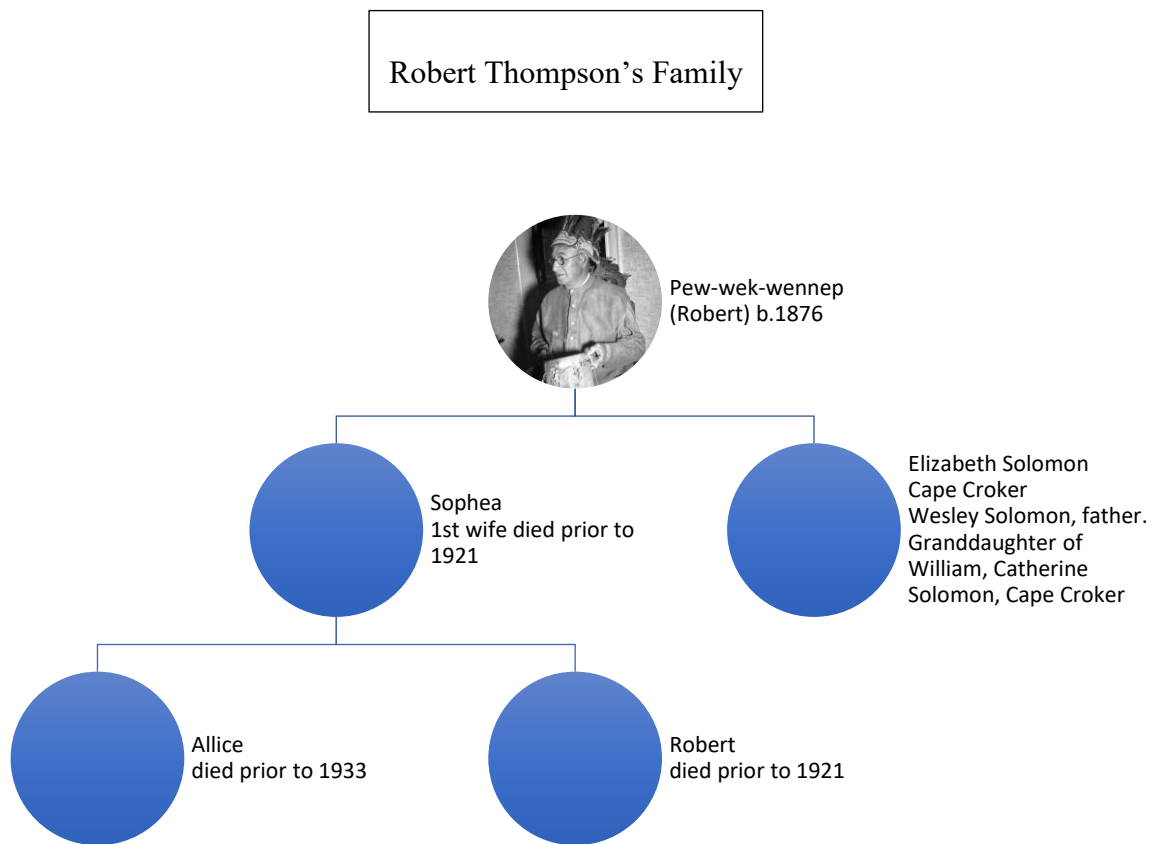 Robert Thompson’s Family
Pew-wek-wennep
(Robert) b.1876
Sophea
1st wife died prior to
1921
Elizabeth Solomon
Cape Croker
Wesley Solomon, father.
Granddaughter of
William, Catherine
Solomon, Cape Croker
Allice
died prior to 1933
Robert
died prior to 1921